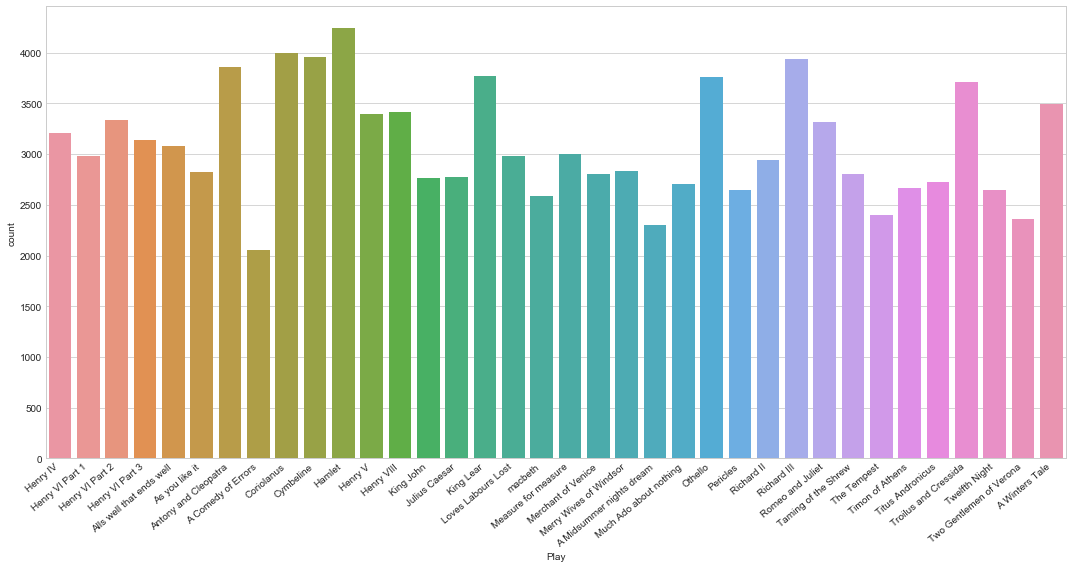 4000
3500
3000
2500
2000
1500
1000
500
0
count
Henry IV
Henry VI Part 1
Henry VI Part 2
Henry VI Part 3
Alls well that ends well
As you like it
Antony and Cleopatra
A Comedy of Errors
Coriolanus
Cymbeline
Hamlet
Henry V
Henry VIII
King John
Julius Caesar
King Lear
Loves Labours Lost
macbeth
Measure for measure
Merchant of Venice
Merry Wives of Windsor
A Midsummer nights dream
Much Ado about nothing
Othello
Pericles
Richard II
Richard III
Romeo and Juliet
Taming of the Shrew
The Tempest
Timon of Athens
Titus Andronicus
Troilus and Cressida
Twelfth Night
Two Gentlemen of Verona
A Winters Tale
Play